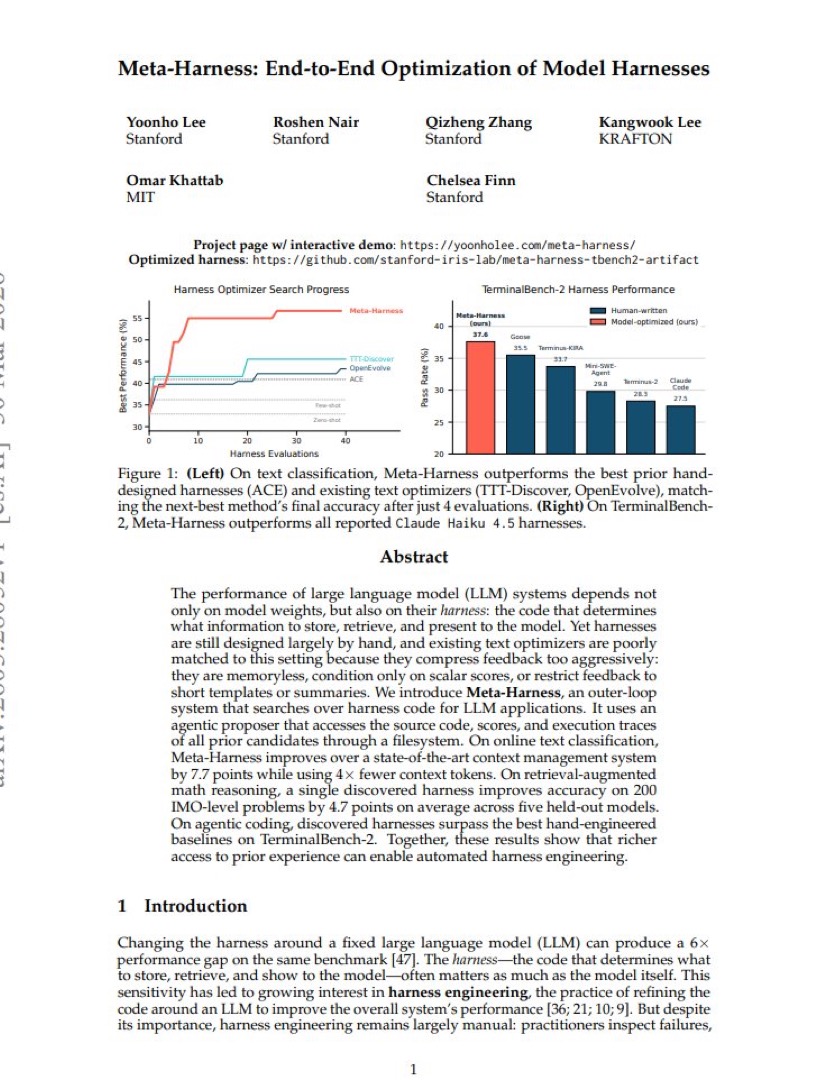 Meta-Harness: End-to-End Optimization of Model Harnesses
Yoonho Lee
Stanford
Roshen Nair
Stanford
Qizheng Zhang
Stanford
Kangwook Lee
KRAFTON
Omar Khattab
MIT
Chelsea Finn
Stanford
Project page w/ interactive demo: https://yoonholee.com/meta-harness/
Optimized harness: https://github.com/stanford-iris-lab/meta-harness-tbench2-artifact
Harness Optimizer Search Progress
Best Performance (%)
55
50
45
40
35
30
0 10 20 30 40
Harness Evaluations
Meta-Harness
TTT-Discover
OpenEvolve
ACE
Few-shot
Zero-shot
TerminalBench-2 Harness Performance
Pass Rate (%)
40
35
30
25
20
Human-written
Model-optimized (ours)
Meta-Harness
(ours)
37.6
Goose
35.5
Terminus-KIRA
33.7
Mini-SWE-
Agent
29.8
Terminus-2
28.3
Claude
Code
27.5
Figure 1: (Left) On text classification, Meta-Harness outperforms the best prior hand-
designed harnesses (ACE) and existing text optimizers (TTT-Discover, OpenEvolve), match-
ing the next-best method's final accuracy after just 4 evaluations. (Right) On TerminalBench-
2, Meta-Harness outperforms all reported Claude Haiku 4.5 harnesses.
Abstract
The performance of large language model (LLM) systems depends not
only on model weights, but also on their harness: the code that determines
what information to store, retrieve, and present to the model. Yet harnesses
are still designed largely by hand, and existing text optimizers are poorly
matched to this setting because they compress feedback too aggressively:
they are memoryless, condition only on scalar scores, or restrict feedback to
short templates or summaries. We introduce Meta-Harness, an outer-loop
system that searches over harness code for LLM applications. It uses an
agentic proposer that accesses the source code, scores, and execution traces
of all prior candidates through a filesystem. On online text classification,
Meta-Harness improves over a state-of-the-art context management system
by 7.7 points while using 4× fewer context tokens. On retrieval-augmented
math reasoning, a single discovered harness improves accuracy on 200
IMO-level problems by 4.7 points on average across five held-out models.
On agentic coding, discovered harnesses surpass the best hand-engineered
baselines on TerminalBench-2. Together, these results show that richer
access to prior experience can enable automated harness engineering.
1 Introduction
Changing the harness around a fixed large language model (LLM) can produce a 6×
performance gap on the same benchmark [47]. The harness—the code that determines what
to store, retrieve, and show to the model—often matters as much as the model itself. This
sensitivity has led to growing interest in harness engineering, the practice of refining the
code around an LLM to improve the overall system's performance [36; 21; 10; 9]. But despite
its importance, harness engineering remains largely manual: practitioners inspect failures,
1